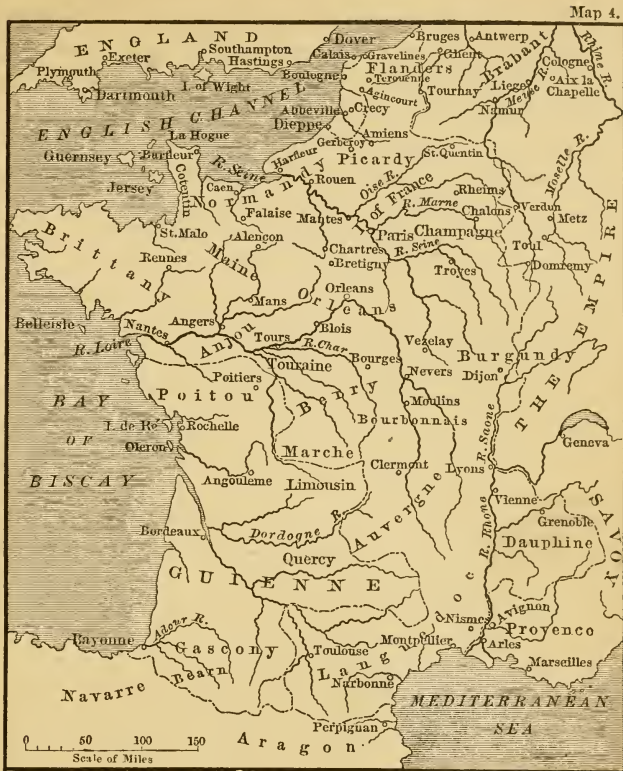 Map 4.
ENGLAND
Exeter
Southampton
Hastings
Plymouth
I. of Wight
Dartmouth
ENGLISH CHANNEL
Dover
Calais
Boulogne
Gravelines
Bruges
Ghent
Antwerp
Brabant
Flanders
Terouenne
Tournay
Agincourt
Abbeville
Crecy
Dieppe
Amiens
Gerberoy
Picardy
St.Quentin
Liege
Meuse R.
Namur
Cologne
Aix la
Chapelle
Rhine R.
Moselle R.
La Hogue
Guernsey
Barfleur
Jersey
Cotentin
R. Seine
Harfleur
Caen
Normandy
Rouen
Falaise
Mantes
Oise R.
I. of France
Rheims
R. Marne
Chalons
Verdun
Metz
Paris
Champagne
R. Seine
Toul
Domremy
Troyes
St.Malo
Alençon
Brittany
Rennes
Maine
Chartres
Bretigny
Orleans
Mans
Orleans
Belleisle
Nantes
R. Loire
Angers
Anjou
Tours
Blois
R.Char
Touraine
Bourges
Vezelay
Burgundy
Nevers
Dijon
THE EMPIRE
Poitiers
Poitou
Berry
Moulins
Bourbonnais
BAY
OF
BISCAY
I. de Rè
Rochelle
Oleron
Marche
Angouleme
Limousin
Clermont
Auvergne
Lyons
R. Saone
Geneva
SAVOY
Vienne
Grenoble
Dauphine
R. Rhone
Bordeaux
Dordogne R.
Quercy
GUIENNE
Bayonne
Adour R.
Gascony
Bearn
Navarre
Toulouse
Languedoc
Montpellier
Nismes
Avignon
Provence
Arles
Marseilles
Narbonne
Perpignan
Aragon
MEDITERRANEAN
SEA
0 50 100 150
Scale of Miles